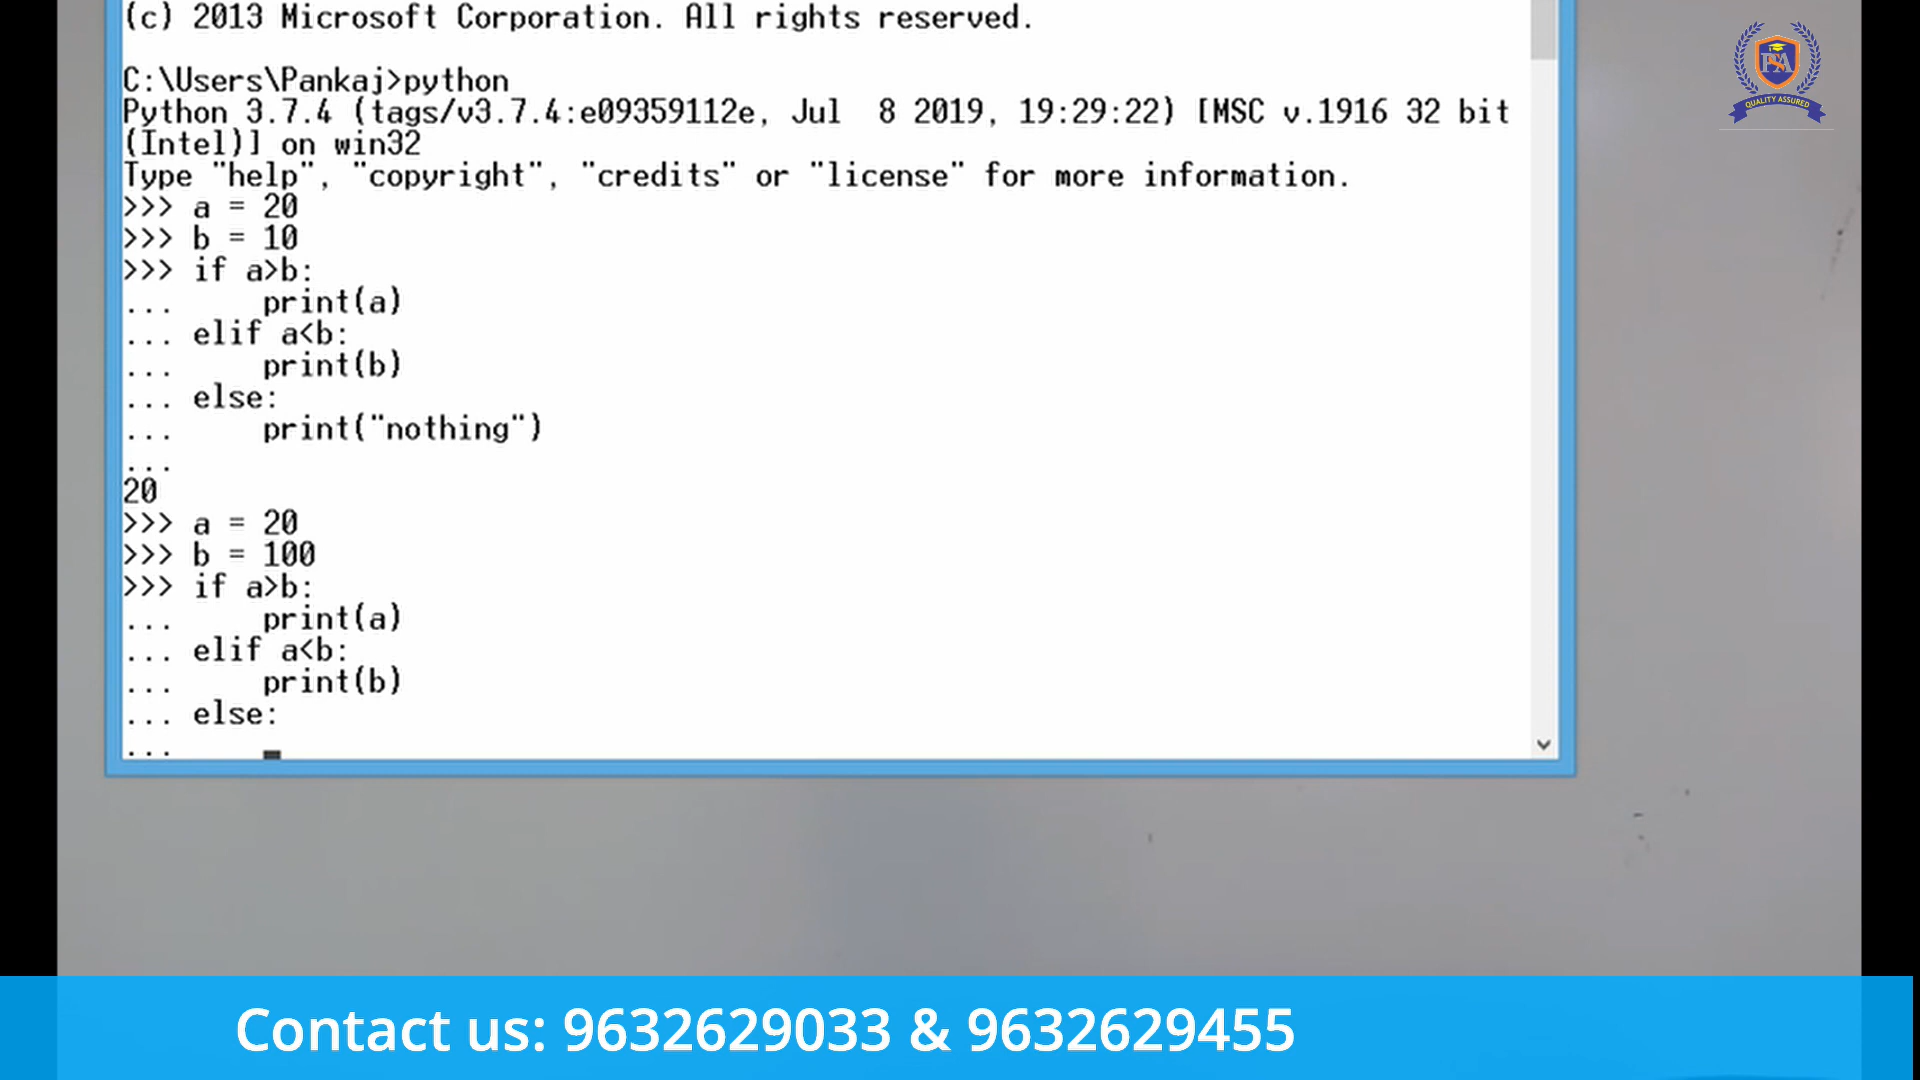 (c) 2013 Microsoft Corporation. All rights reserved.
C:\Users\Pankaj>python
Python 3.7.4 (tags/v3.7.4:e09359112e, Jul  8 2019, 19:29:22) [MSC v.1916 32 bit
(Intel)] on win32
Type "help", "copyright", "credits" or "license" for more information.
>>> a = 20
>>> b = 10
>>> if a>b:
...     print(a)
... elif a<b:
...     print(b)
... else:
...     print("nothing")
...
20
>>> a = 20
>>> b = 100
>>> if a>b:
...     print(a)
... elif a<b:
...     print(b)
... else:
...
PSA
QUALITY ASSURED
Contact us: 9632629033 & 9632629455